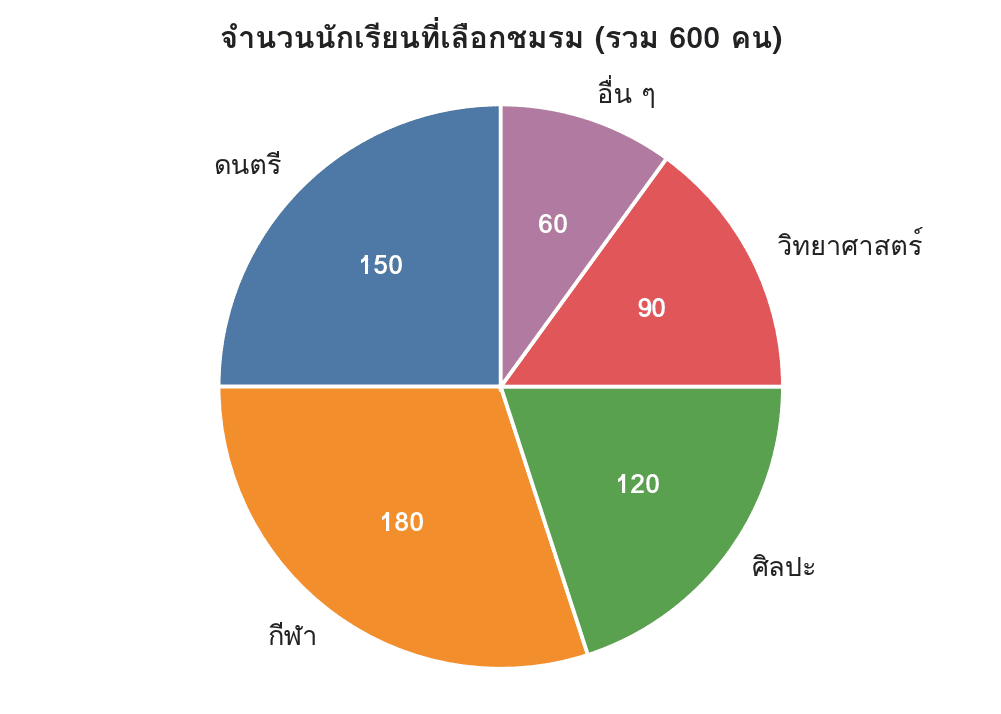 จำนวนนักเรียนที่เลือกชมรม (รวม 600 คน)
อื่น ๆ
ดนตรี
60
วิทยาศาสตร์
150
90
120
180
ศิลปะ
กีฬา